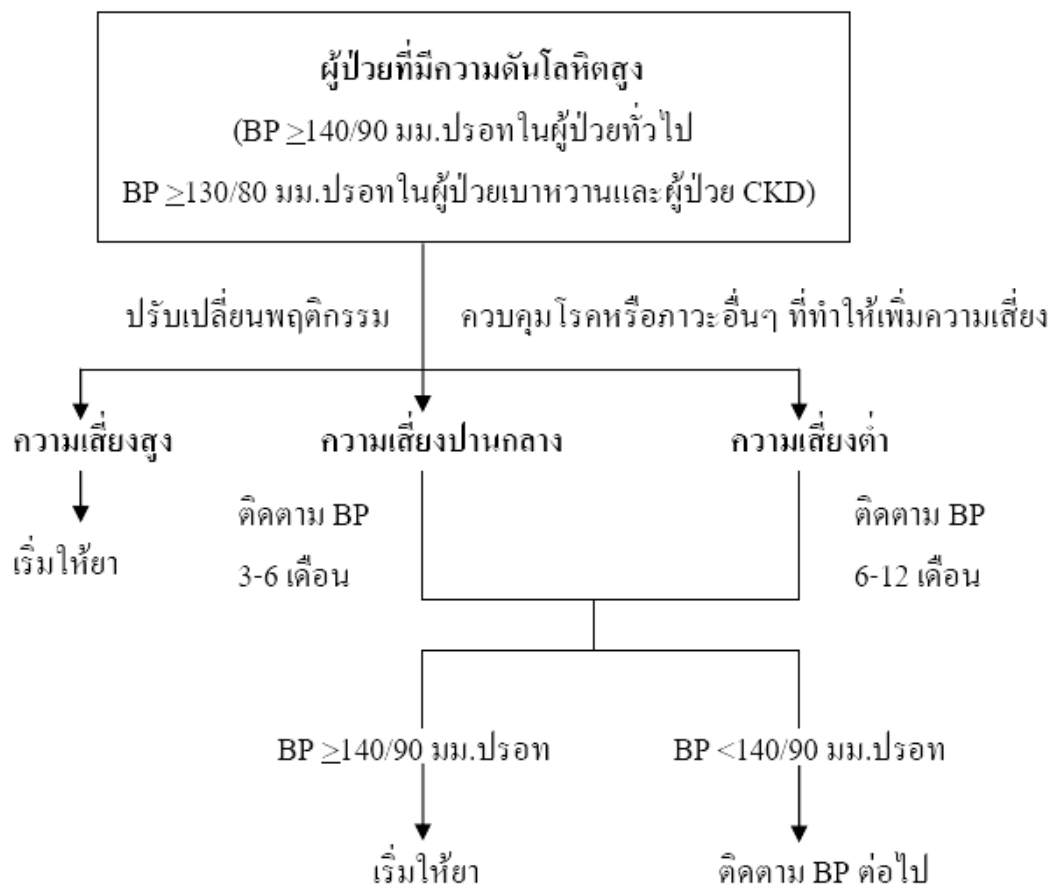 ผู้ป่วยที่มีความดันโลหิตสูง
(BP ≥140/90 มม.ปรอทในผู้ป่วยทั่วไป
BP ≥130/80 มม.ปรอทในผู้ป่วยเบาหวานและผู้ป่วย CKD)
ปรับเปลี่ยนพฤติกรรม
ควบคุมโรคหรือภาวะอื่นๆ ที่ทำให้เพิ่มความเสี่ยง
ความเสี่ยงสูง
ความเสี่ยงปานกลาง
ความเสี่ยงต่ำ
เริ่มให้ยา
ติดตาม BP
3-6 เดือน
ติดตาม BP
6-12 เดือน
BP ≥140/90 มม.ปรอท
BP <140/90 มม.ปรอท
เริ่มให้ยา
ติดตาม BP ต่อไป